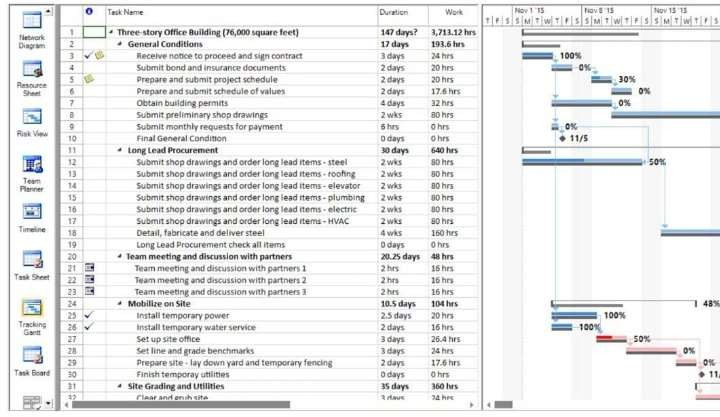 Task Name Duration Work Nov 1 '15 Nov 8 '15 Nov 15 '15
T F S S M T W T F S S M T W T F S S M T W T F S
1 Three-story Office Building (76,000 square feet) 147 days? 3,713.12 hrs
2 General Conditions 17 days 193.6 hrs
3 Receive notice to proceed and sign contract 3 days 24 hrs 100%
4 Submit bond and insurance documents 2 days 20 hrs 0%
5 Prepare and submit project schedule 2 days 20 hrs 30%
6 Prepare and submit schedule of values 2 days 17.6 hrs 0%
7 Obtain building permits 4 days 32 hrs 0%
8 Submit preliminary shop drawings 2 wks 80 hrs
9 Submit monthly requests for payment 6 hrs 0 hrs 0%
10 Final General Condition 0 days 0 hrs 11/5
11 Long Lead Procurement 30 days 640 hrs
12 Submit shop drawings and order long lead items - steel 2 wks 80 hrs 50%
13 Submit shop drawings and order long lead items - roofing 2 wks 80 hrs
14 Submit shop drawings and order long lead items - elevator 2 wks 80 hrs
15 Submit shop drawings and order long lead items - plumbing 2 wks 80 hrs
16 Submit shop drawings and order long lead items - electric 2 wks 80 hrs
17 Submit shop drawings and order long lead items - HVAC 2 wks 80 hrs
18 Detail, fabricate and deliver steel 4 wks 160 hrs
19 Long Lead Procurement check all items 0 days 0 hrs
20 Team meeting and discussion with partners 20.25 days 48 hrs
21 Team meeting and discussion with partners 1 2 hrs 16 hrs
22 Team meeting and discussion with partners 2 2 hrs 16 hrs
23 Team meeting and discussion with partners 3 2 hrs 16 hrs
24 Mobilize on Site 10.5 days 104 hrs 48%
25 Install temporary power 2.5 days 20 hrs 100%
26 Install temporary water service 2 days 16 hrs 100%
27 Set up site office 3 days 26.4 hrs 50%
28 Set line and grade benchmarks 3 days 24 hrs 0%
29 Prepare site - lay down yard and temporary fencing 2 days 17.6 hrs 0%
30 Finish temporay utilities 0 days 0 hrs 11/
31 Site Grading and Utilities 35 days 360 hrs
32 Clear and grub site 3 days 24 hrs
Network
Diagram
Resource
Sheet
Risk View
Team
Planner
Timeline
Task Sheet
Tracking
Gantt
Task Board